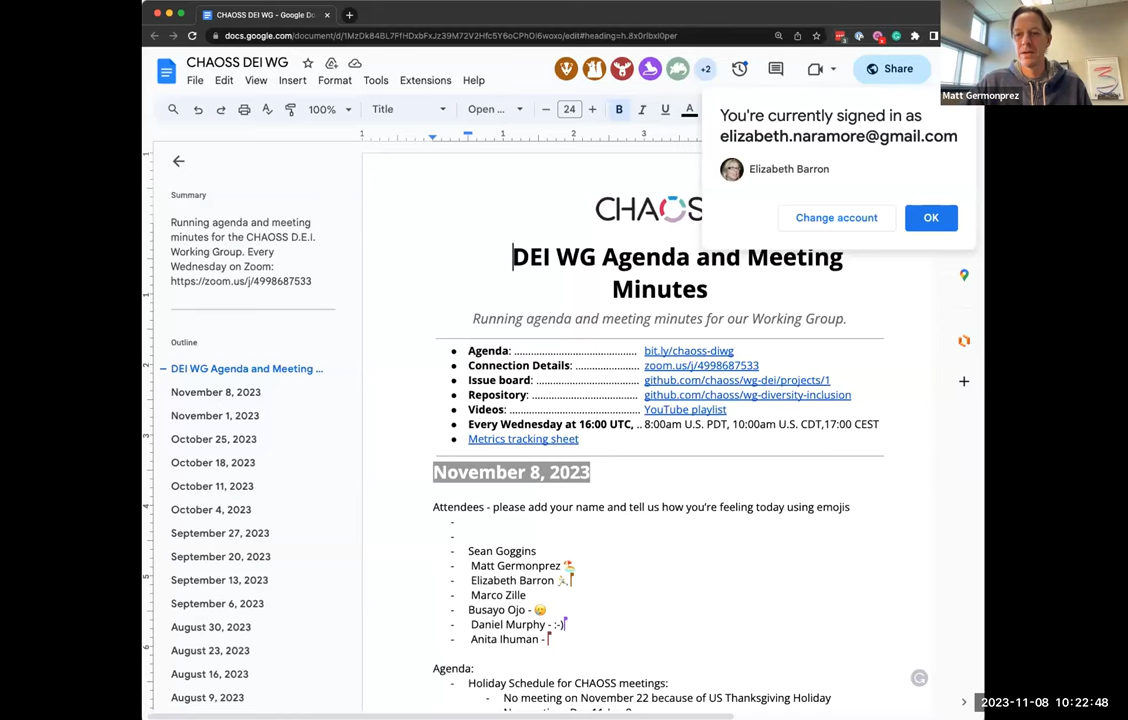 CHAOSS DEI WG - Google Do
docs.google.com/document/d/1MzDk84BL7FfHDxbFxJz39M72V2Hfc5Y6oCPhOi6woxo/edit#heading=h.8x0rlbxl0per
CHAOSS DEI WG
File Edit View Insert Format Tools Extensions Help
+2
Share
Matt Germonprez
100% Title Open ... 24 B I U A
You're currently signed in as
elizabeth.naramore@gmail.com
Elizabeth Barron
Change account OK
1 1 2 3
Summary
Running agenda and meeting
minutes for the CHAOSS D.E.i.
Working Group. Every
Wednesday on Zoom:
https://zoom.us/j/4998687533
Outline
DEI WG Agenda and Meeting ...
November 8, 2023
November 1, 2023
October 25, 2023
October 18, 2023
October 11, 2023
October 4, 2023
September 27, 2023
September 20, 2023
September 13, 2023
September 6, 2023
August 30, 2023
August 23, 2023
August 16, 2023
August 9, 2023
CHAOSS
DEI WG Agenda and Meeting
Minutes
Running agenda and meeting minutes for our Working Group.
● Agenda: .......................................... bit.ly/chaoss-diwg
● Connection Details: ..................... zoom.us/j/4998687533
● Issue board: ................................... github.com/chaoss/wg-dei/projects/1
● Repository: .................................... github.com/chaoss/wg-diversity-inclusion
● Videos: ........................................... YouTube playlist
● Every Wednesday at 16:00 UTC, .. 8:00am U.S. PDT, 10:00am U.S. CDT,17:00 CEST
● Metrics tracking sheet
November 8, 2023
Attendees - please add your name and tell us how you're feeling today using emojis
-
-
- Sean Goggins
- Matt Germonprez 🏖️
- Elizabeth Barron
- Marco Zille
- Busayo Ojo - 🥲
- Daniel Murphy - :-)
- Anita Ihuman -
Agenda:
- Holiday Schedule for CHAOSS meetings:
- No meeting on November 22 because of US Thanksgiving Holiday
2023-11-08 10:22:48